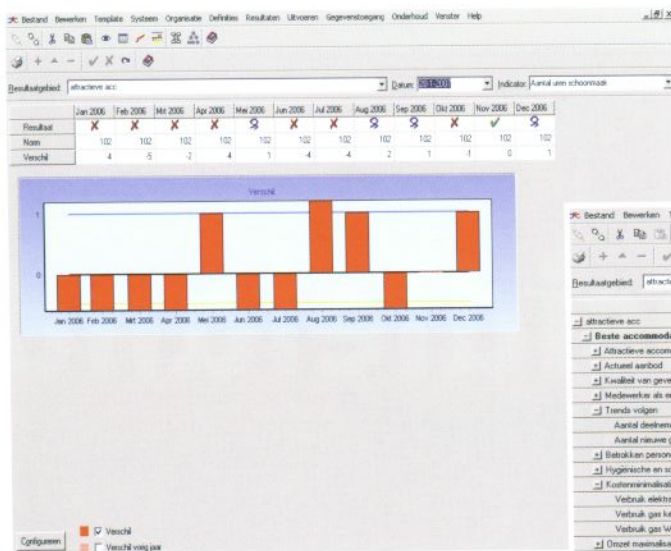 Bestand Bewerken Template Systeem Organisatie Definities Resultaten Uitvoeren Gegevenstoegang Onderhoud Venster Help
Resultaatgebied: attractieve acc Datum: Indicator: Aantal uren schoonmaak
Jan 2006 Feb 2006 Mrt 2006 Apr 2006 Mei 2006 Jun 2006 Jul 2006 Aug 2006 Sep 2006 Okt 2006 Nov 2006 Dec 2006
Resultaat
Norm 102 102 102 102 102 102 102 102 102 102 102 102
Verschil 4 -5 -2 4 1 -4 -4 2 1 -1 0 1
Verschil
1
0
Jan 2006 Feb 2006 Mrt 2006 Apr 2006 Mei 2006 Jun 2006 Jul 2006 Aug 2006 Sep 2006 Okt 2006 Nov 2006 Dec 2006
Configureren
Verschil
Verschil vorig jaar
Bestand Bewerken
Resultaatgebied: attracti
attractieve acc
Beste accommoda
Attractieve accom
Actueel aanbod
Kwaliteit van geve
Medewerker als e
Trends volgen
Aantal deelneme
Aantal nieuwe g
Betrokken person
Hygiënische en sc
Kostenminimalisati
Verbruik elektra
Verbruik gas ka
Verbruik gas W
Omzet maximalisa